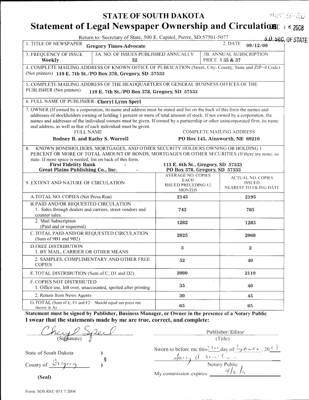 STATE OF SOUTH DAKOTA
Statement of Legal Newspaper Ownership and Circulation
2008
Return to: Secretary of State, 500 E. Capitol, Pierre, SD 57501-5077
S.D. SEC. OF STATE
1. TITLE OF NEWSPAPER Gregory Times-Advocate
2. DATE 09/12/08
3. FREQUENCY OF ISSUE Weekly
3A. NO. OF ISSUES PUBLISHED ANNUALLY 52
3B. ANNUAL SUBSCRIPTION PRICE $ 33 & 37
4. COMPLETE MAILING ADDRESS OF KNOWN OFFICE OF PUBLICATION (Street, City, County, State and ZIP+4 Code)
(Not printers) 119 E. 7th St./PO Box 378, Gregory, SD 57533
5. COMPLETE MAILING ADDRESS OF THE HEADQUARTERS OR GENERAL BUSINESS OFFICES OF THE
PUBLISHER (Not printers) 119 E. 7th St./PO Box 378, Gregory, SD 57533
6. FULL NAME OF PUBLISHER Cheryl Lynn Sperl
7. OWNER (If owned by a corporation, its name and address must be stated and list on the back of this form the names and
addresses of stockholders owning or holding 1 percent or more of total amount of stock. If not owned by a corporation, the
names and addresses of the individual owners must be given. If owned by a partnership or other unincorporated firm, its name
and address, as well as that of each individual must be given.
FULL NAME COMPLETE MAILING ADDRESS
Rodney B. and Kathy S. Worrell PO Box 145, Ainsworth, NE 69210
8. KNOWN BONDHOLDERS, MORTGAGES, AND OTHER SECURITY HOLDERS OWNING OR HOLDING 1
PERCENT OR MORE OF TOTAL AMOUNT OF BONDS, MORTGAGES OR OTHER SECURITIES (If there are none, so
state. If more space is needed, list on back of this form.
First Fidelity Bank 113 E. 6th St., Gregory, SD 57533
Great Plains Publishing Co., Inc. PO Box 378, Gregory, SD 57533
9. EXTENT AND NATURE OF CIRCULATION
AVERAGE NO. COPIES EACH ISSUED PRECEDING 12 MONTHS
ACTUAL NO. COPIES ISSUED NEAREST TO FILING DATE
A. TOTAL NO. COPIES (Net Press Run) 2145 2195
B. PAID AND/OR REQUESTED CIRCULATION
1. Sales through dealers and carriers, street vendors and counter sales. 743 785
2. Mail Subscription (Paid and/or requested) 1282 1283
C. TOTAL PAID AND/OR REQUESTED CIRCULATION (Sum of 9B1 and 9B2) 2025 2068
D. FREE DISTRIBUTION
1. BY MAIL, CARRIER OR OTHER MEANS 3 2
2. SAMPLES, COMPLIMENTARY AND OTHER FREE COPIES 52 40
E. TOTAL DISTRIBUTION (Sum of C, D1 and D2) 2080 2110
F. COPIES NOT DISTRIBUTED
1. Office use, left over, unaccounted, spoiled after printing 35 40
2. Return from News Agents 30 45
G. TOTAL (Sum of E, F1 and F2 - Should equal net press run shown in A) 65 85
Statement must be signed by Publisher, Business Manager, or Owner in the presence of a Notary Public
I swear that the statements made by me are true, correct, and complete:
Cheryl Sperl
(Signature)
Publisher/Editor
(Title)
State of South Dakota )
County of Gregory )
Sworn to before me this day of September, 20
Notary Public
My commission expires:
(Seal)
Form: SOS REC 051 7/2004